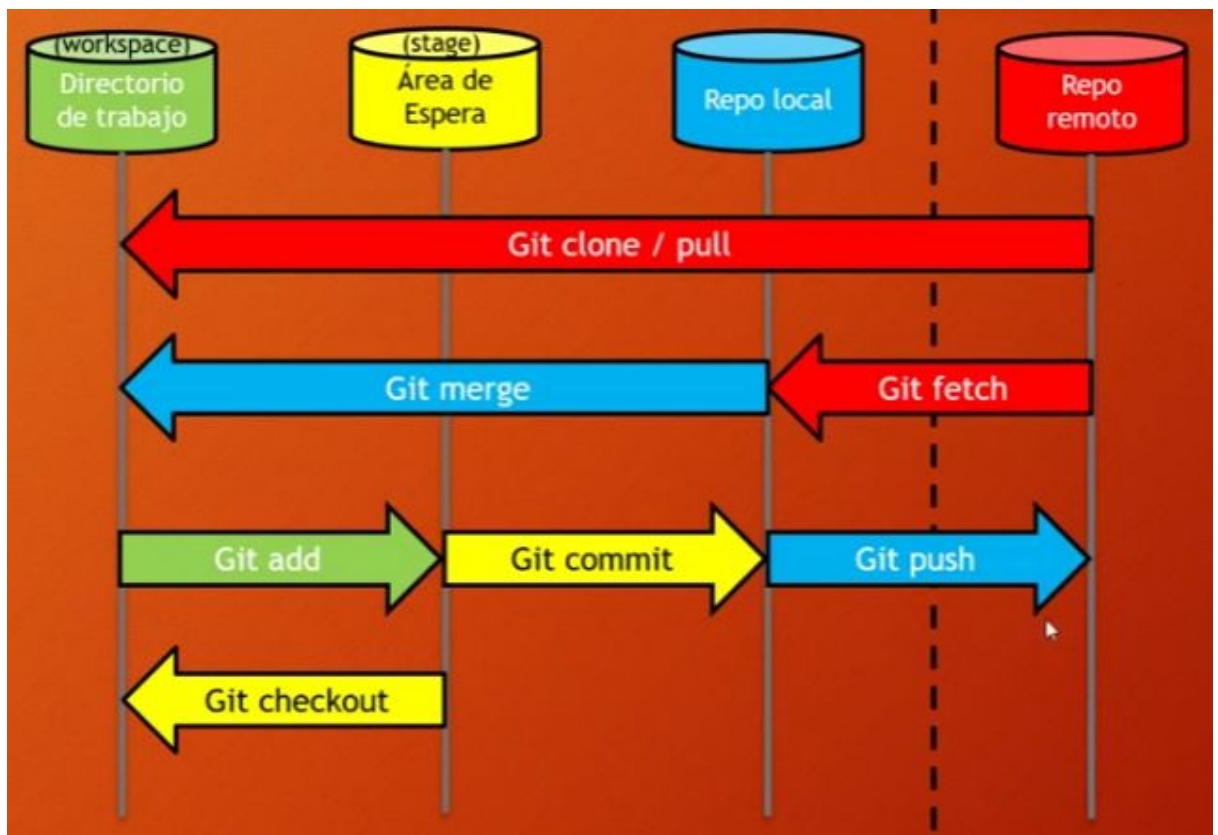 (workspace)
Directorio
de trabajo
(stage)
Área de
Espera
Repo local
Repo
remoto
Git clone / pull
Git merge
Git fetch
Git add
Git commit
Git push
Git checkout